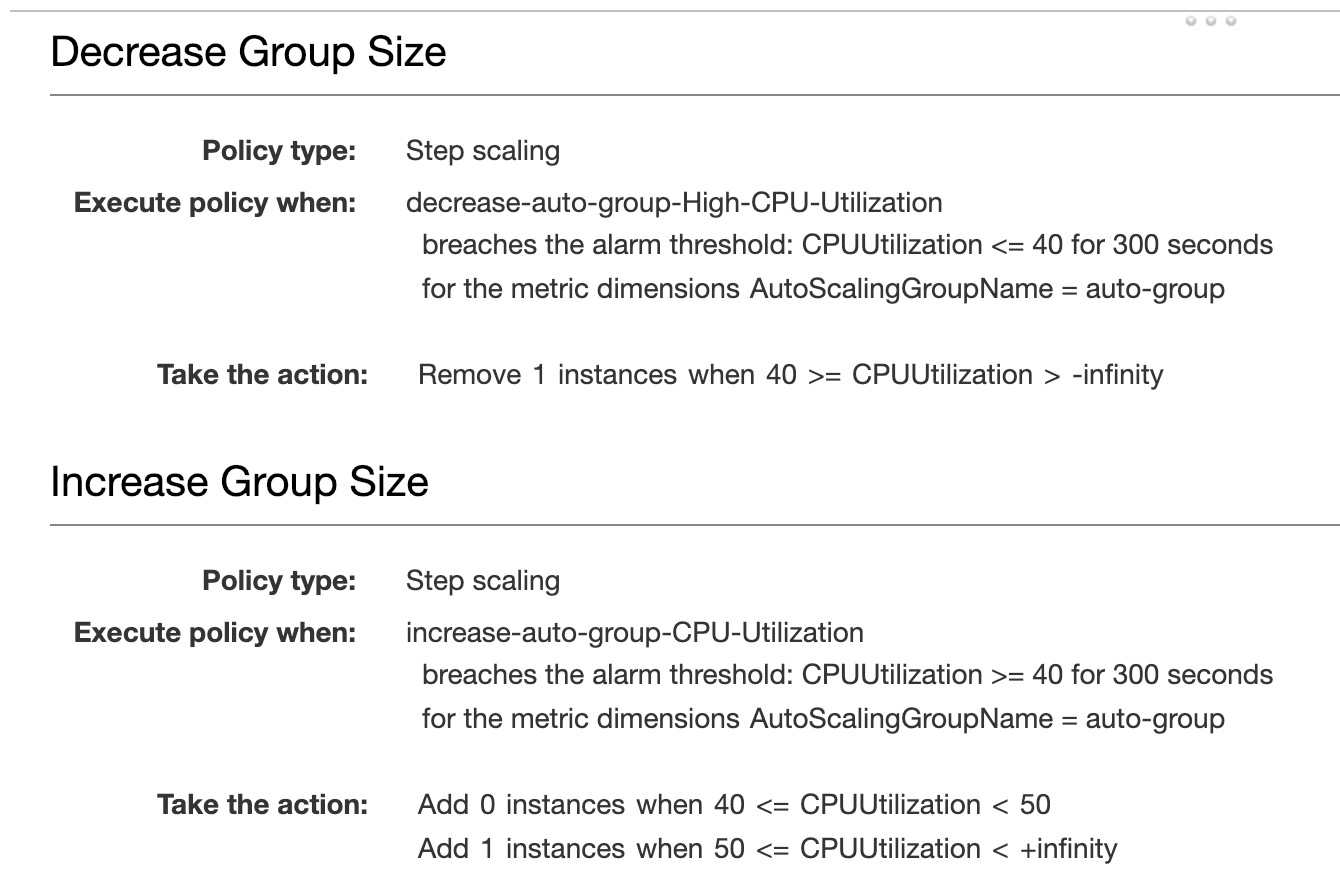 Decrease Group Size
Policy type: Step scaling
Execute policy when: decrease-auto-group-High-CPU-Utilization
breaches the alarm threshold: CPUUtilization <= 40 for 300 seconds
for the metric dimensions AutoScalingGroupName = auto-group
Take the action: Remove 1 instances when 40 >= CPUUtilization > -infinity
Increase Group Size
Policy type: Step scaling
Execute policy when: increase-auto-group-CPU-Utilization
breaches the alarm threshold: CPUUtilization >= 40 for 300 seconds
for the metric dimensions AutoScalingGroupName = auto-group
Take the action: Add 0 instances when 40 <= CPUUtilization < 50
Add 1 instances when 50 <= CPUUtilization < +infinity